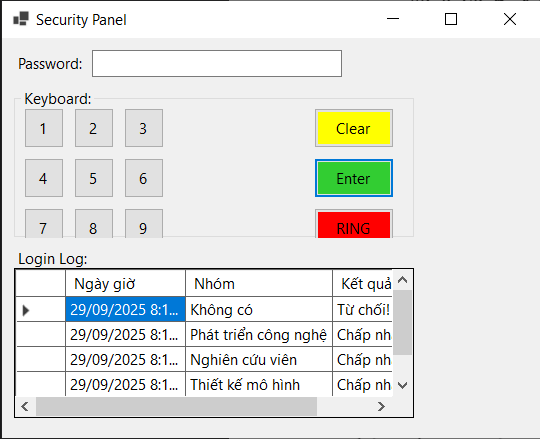 Security Panel
Password:
Keyboard:
1 2 3 Clear
4 5 6 Enter
7 8 9 RING
Login Log:
Ngày giờ Nhóm Kết quả
29/09/2025 8:1... Không có Từ chối!
29/09/2025 8:1... Phát triển công nghệ Chấp nh
29/09/2025 8:1... Nghiên cứu viên Chấp nh
29/09/2025 8:1... Thiết kế mô hình Chấp nh